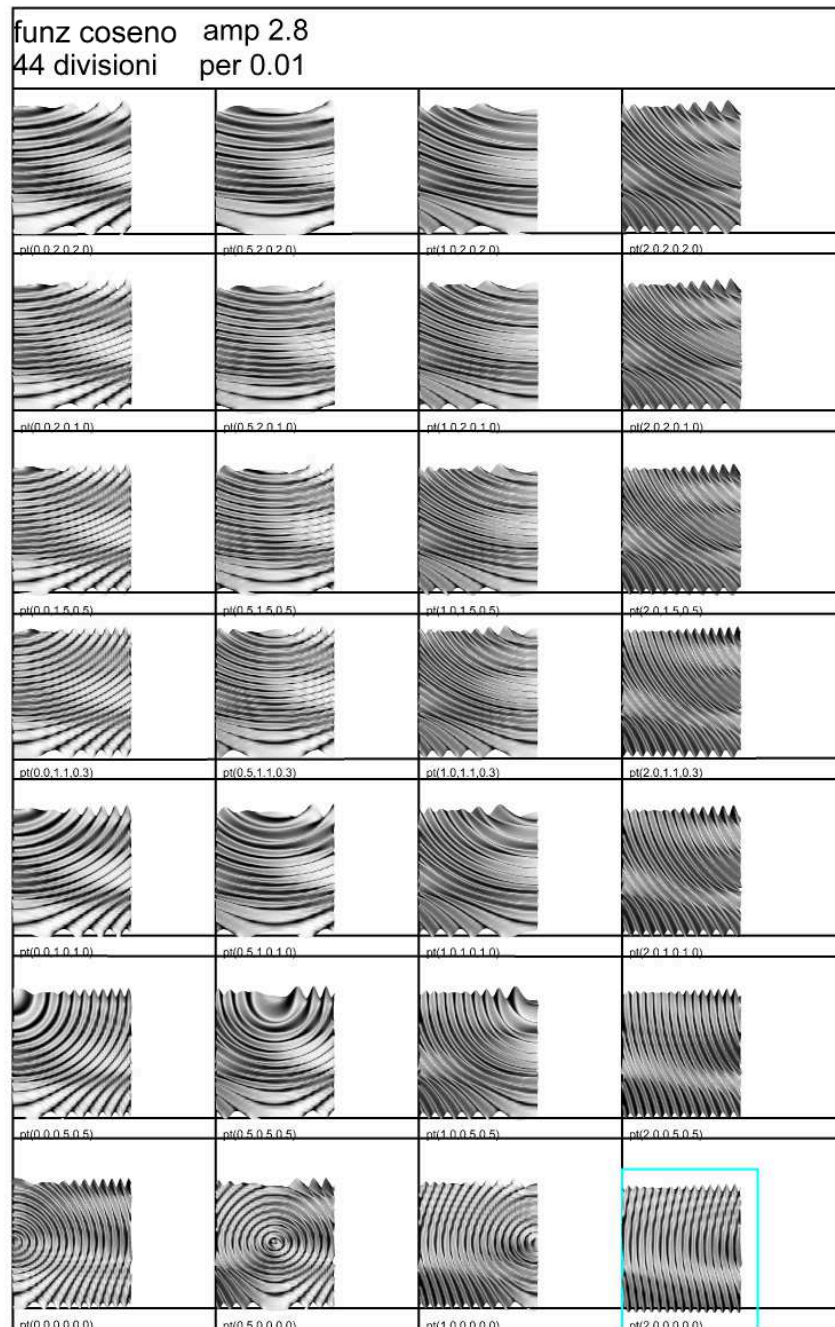 funz coseno amp 2.8
44 divisioni per 0.01
pt(0.0,2.0,2.0) pt(0.5,2.0,2.0) pt(1.0,2.0,2.0) pt(2.0,2.0,2.0)
pt(0.0,2.0,1.0) pt(0.5,2.0,1.0) pt(1.0,2.0,1.0) pt(2.0,2.0,1.0)
pt(0.0,1.5,0.5) pt(0.5,1.5,0.5) pt(1.0,1.5,0.5) pt(2.0,1.5,0.5)
pt(0.0,1.1,0.3) pt(0.5,1.1,0.3) pt(1.0,1.1,0.3) pt(2.0,1.1,0.3)
pt(0.0,1.0,1.0) pt(0.5,1.0,1.0) pt(1.0,1.0,1.0) pt(2.0,1.0,1.0)
pt(0.0,0.5,0.5) pt(0.5,0.5,0.5) pt(1.0,0.5,0.5) pt(2.0,0.5,0.5)
pt(0.0,0.0,0.0) pt(0.5,0.0,0.0) pt(1.0,0.0,0.0) pt(2.0,0.0,0.0)